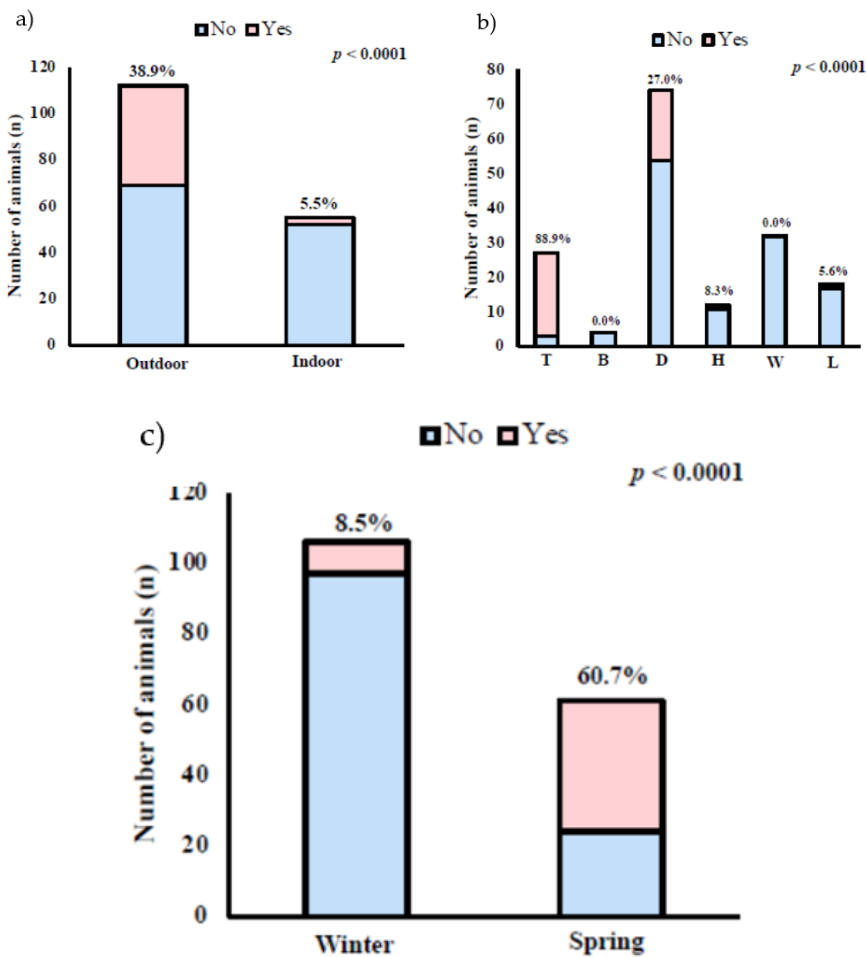 a)
No Yes
p < 0.0001
120
100
80
60
40
20
0
Number of animals (n)
38.9%
5.5%
Outdoor Indoor
b)
No Yes
p < 0.0001
80
70
60
50
40
30
20
10
0
Number of animals (n)
88.9%
0.0%
27.0%
8.3%
0.0%
5.6%
T B D H W L
c)
No Yes
p < 0.0001
120
100
80
60
40
20
0
Number of animals (n)
8.5%
60.7%
Winter Spring